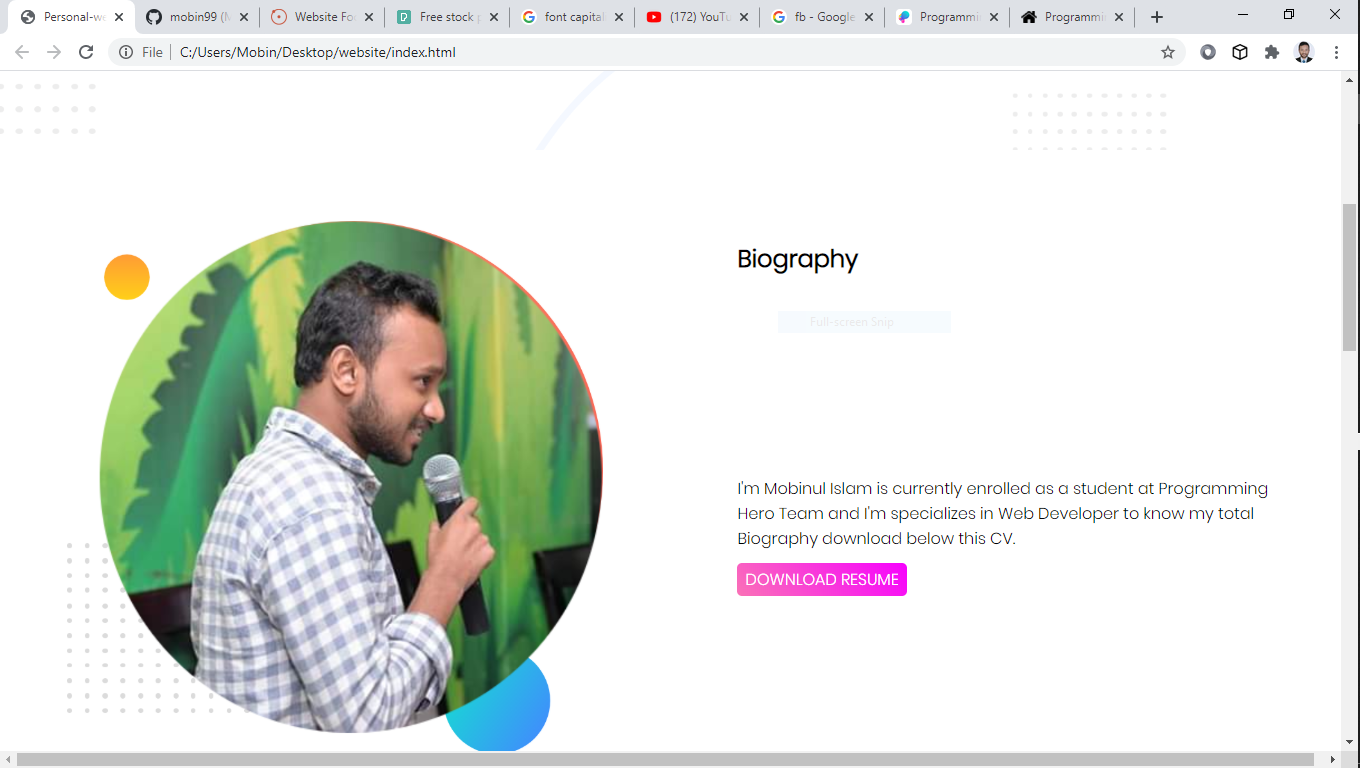 Personal-we
mobin99 (M
Website Fo
Free stock p
font capital
(172) YouTu
fb - Google
Programmi
Programmi
File
C:/Users/Mobin/Desktop/website/index.html
Biography
Full-screen Snip
I'm Mobinul Islam is currently enrolled as a student at Programming
Hero Team and I'm specializes in Web Developer to know my total
Biography download below this CV.
DOWNLOAD RESUME